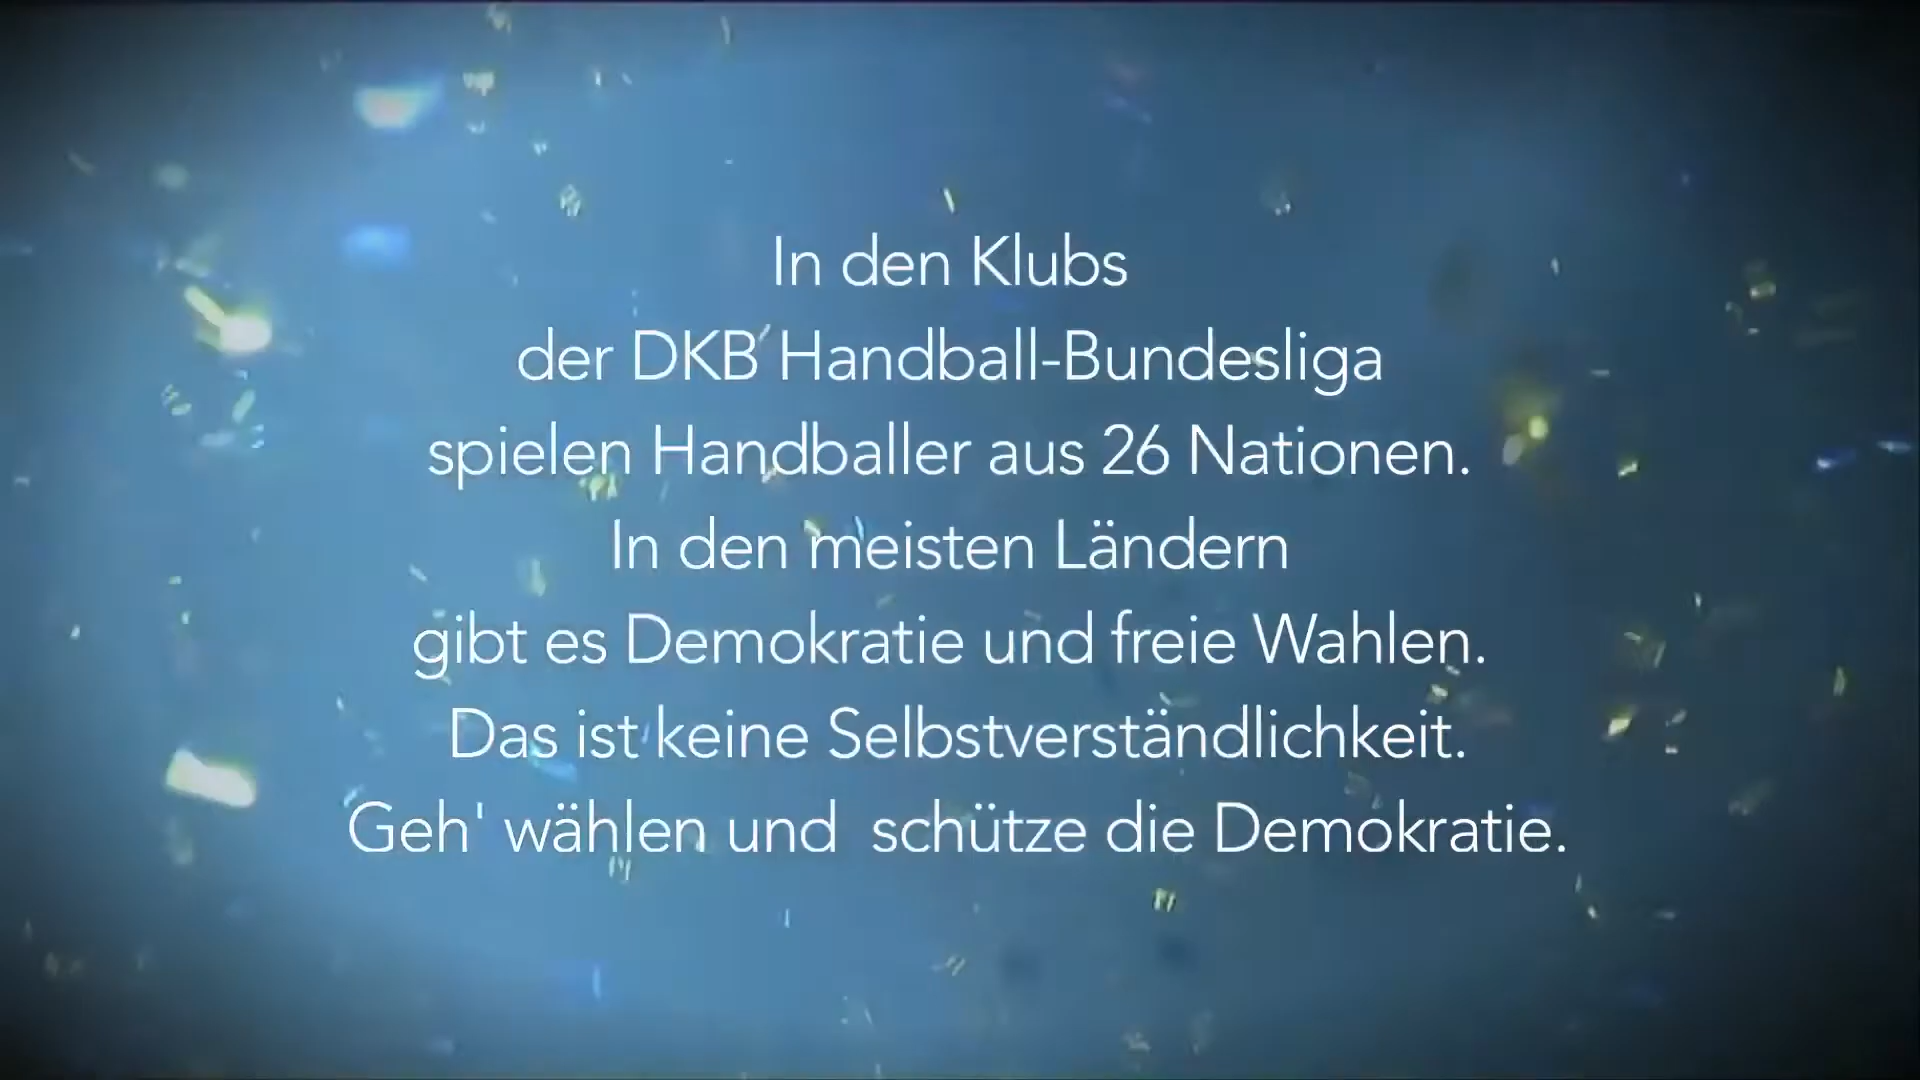 In den Klubs
der DKB Handball-Bundesliga
spielen Handballer aus 26 Nationen.
In den meisten Ländern
gibt es Demokratie und freie Wahlen.
Das ist keine Selbstverständlichkeit.
Geh' wählen und  schütze die Demokratie.